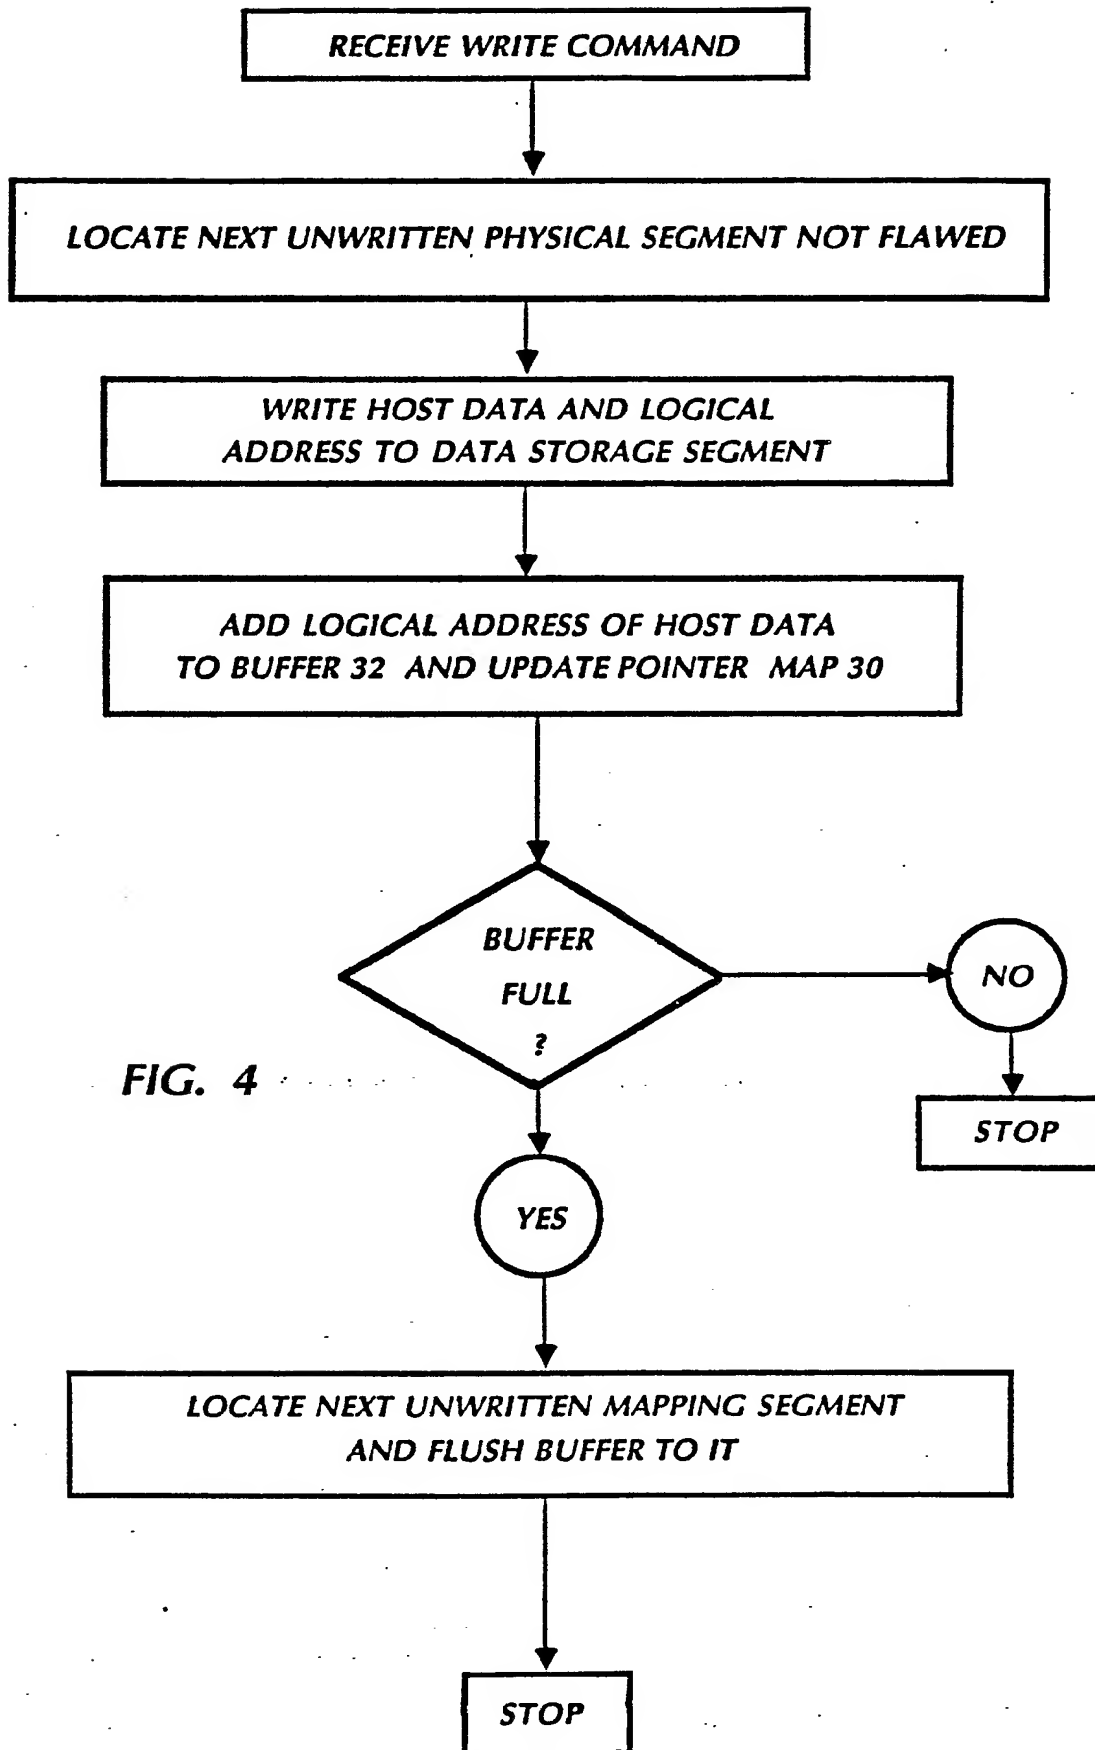 RECEIVE WRITE COMMAND
LOCATE NEXT UNWRITTEN PHYSICAL SEGMENT NOT FLAWED
WRITE HOST DATA AND LOGICAL
ADDRESS TO DATA STORAGE SEGMENT
ADD LOGICAL ADDRESS OF HOST DATA
TO BUFFER 32 AND UPDATE POINTER MAP 30
BUFFER
FULL
?
NO
STOP
FIG. 4
YES
LOCATE NEXT UNWRITTEN MAPPING SEGMENT
AND FLUSH BUFFER TO IT
STOP